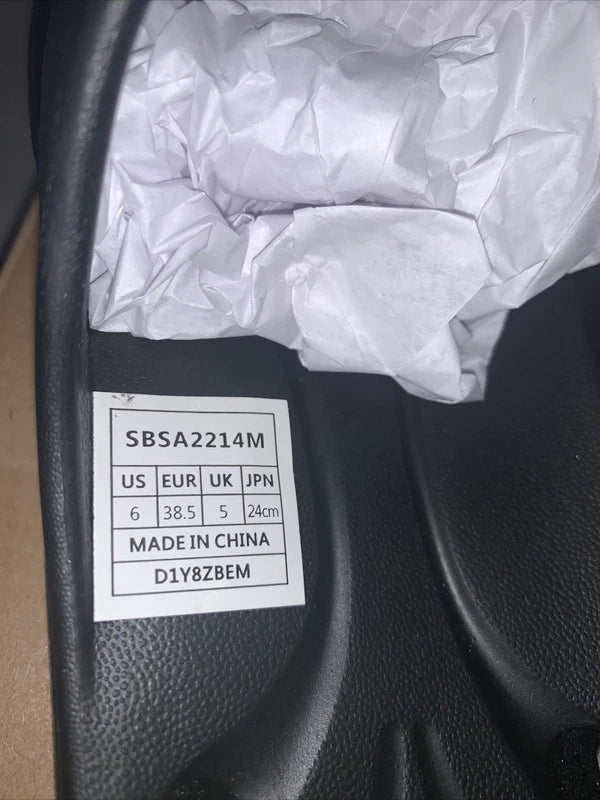 SBSA2214M
US EUR UK JPN
6 38.5 5 24cm
MADE IN CHINA
D1Y8ZBEM